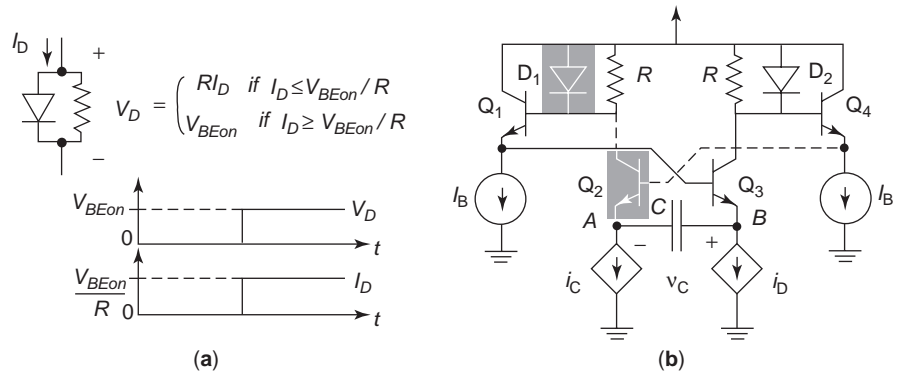 I_D
+
V_D = { RI_D if I_D ≤ V_BEon / R
V_BEon if I_D ≥ V_BEon / R
–
V_BEon
V_D
0
t
V_BEon
R
I_D
0
t
(a)
D_1
R
R
D_2
Q_1
Q_4
Q_2
Q_3
I_B
I_B
A
C
B
–
+
i_C
v_C
i_D
(b)